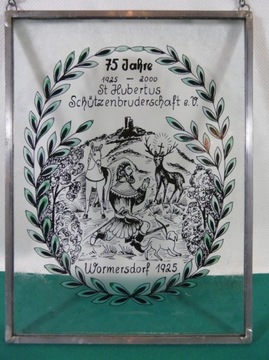 75 Jahre
1925 - 2000
St Hubertus
Schützenbruderschaft e.V.
Wormersdorf 1925